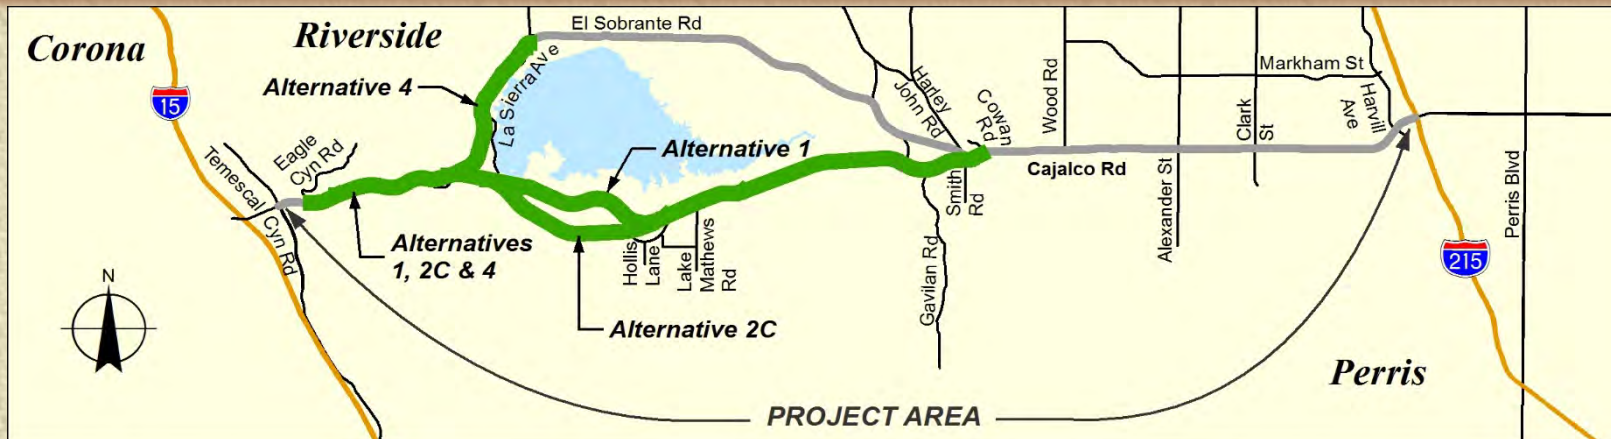 Corona
Riverside
El Sobrante Rd
Alternative 4
La Sierra Ave
15
Eagle
Cyn Rd
Temescal
Cyn Rd
Alternative 1
Harley
John Rd
Cowan
Rd
Wood Rd
Markham St
Clark
St
Harvill
Ave
Cajalco Rd
Alexander St
Perris Blvd
Smith
Rd
Gavilan Rd
Alternatives
1, 2C & 4
Hollis
Lane
Lake
Mathews
Rd
Alternative 2C
215
N
Perris
PROJECT AREA